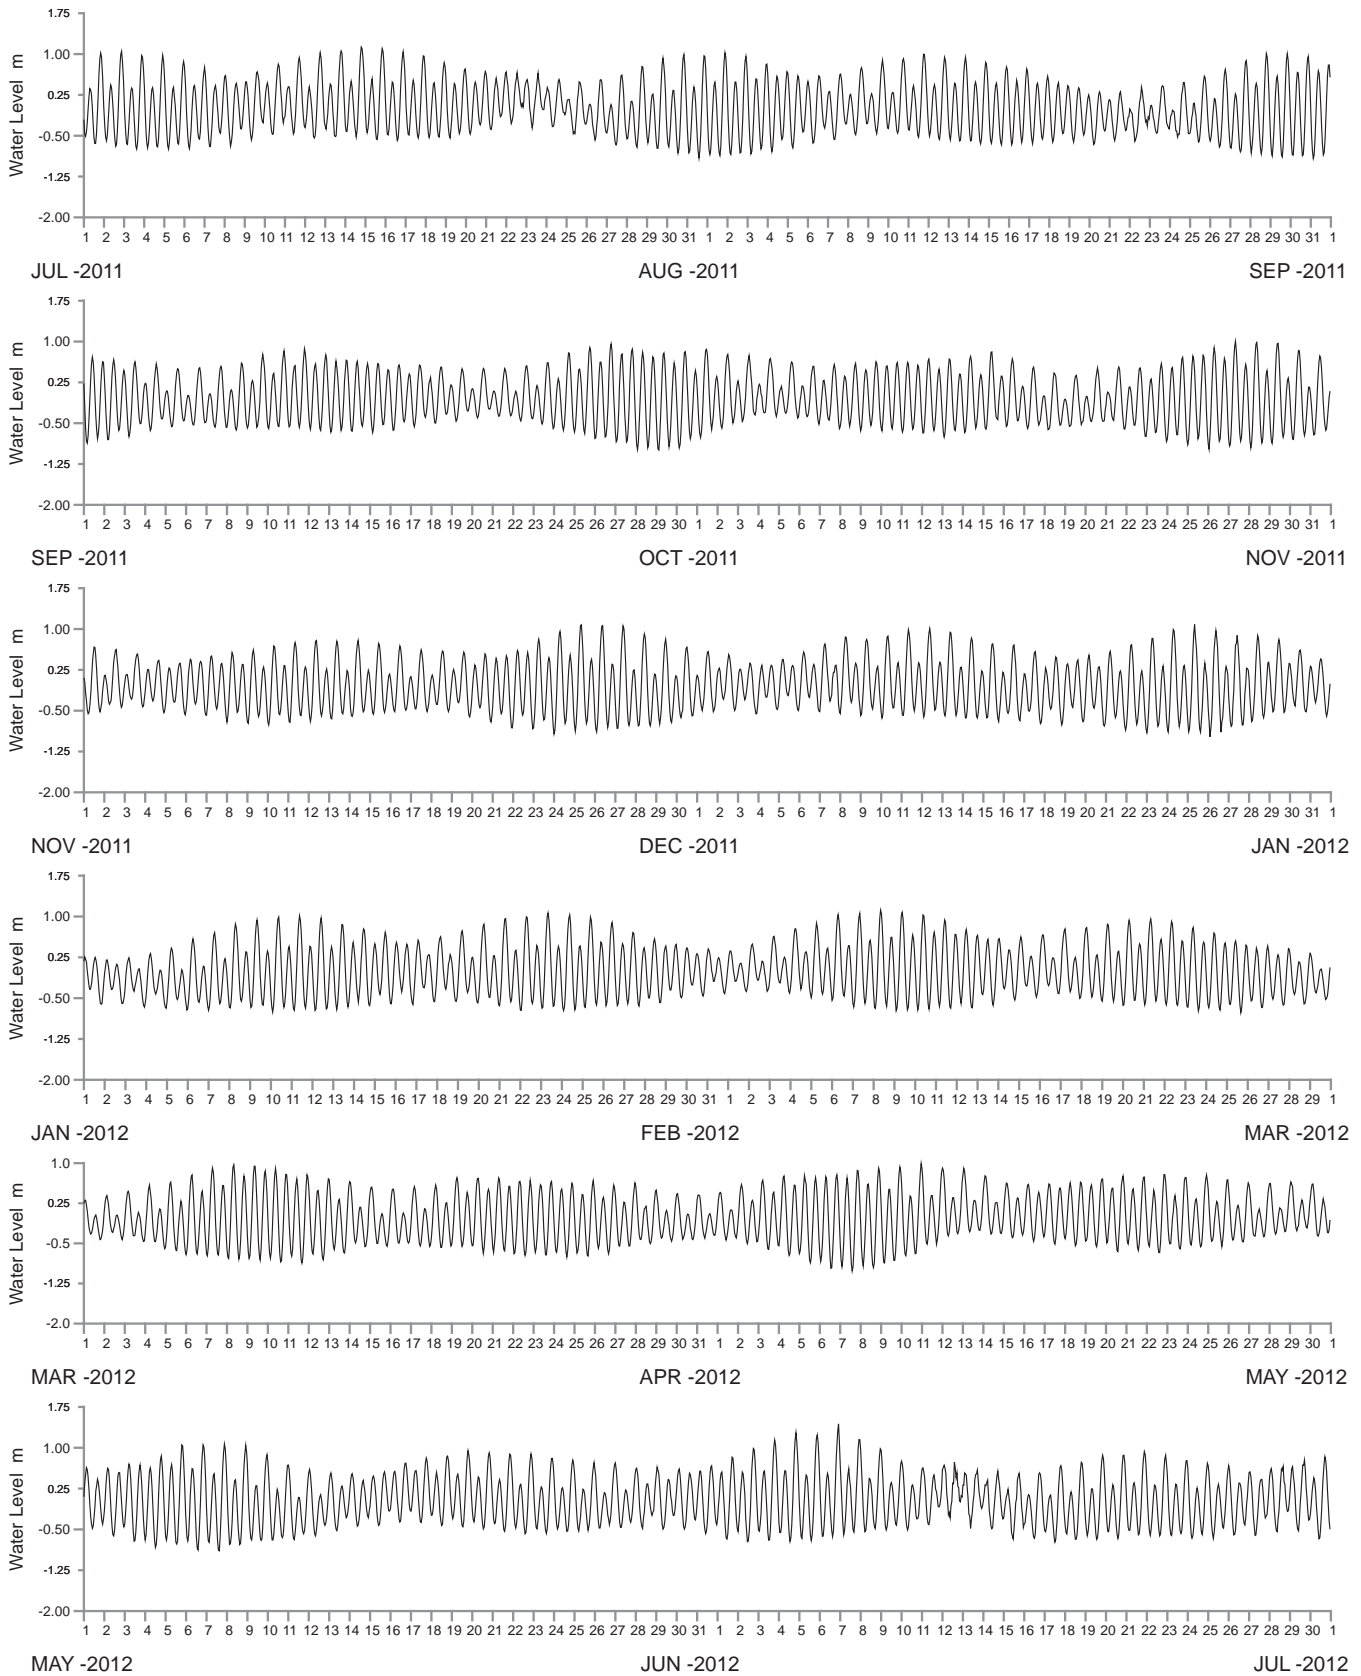 1.75
1.00
0.25
-0.50
-1.25
-2.00
Water Level m
1 2 3 4 5 6 7 8 9 10 11 12 13 14 15 16 17 18 19 20 21 22 23 24 25 26 27 28 29 30 31 1 2 3 4 5 6 7 8 9 10 11 12 13 14 15 16 17 18 19 20 21 22 23 24 25 26 27 28 29 30 31 1
JUL -2011 AUG -2011 SEP -2011
1.75
1.00
0.25
-0.50
-1.25
-2.00
Water Level m
1 2 3 4 5 6 7 8 9 10 11 12 13 14 15 16 17 18 19 20 21 22 23 24 25 26 27 28 29 30 1 2 3 4 5 6 7 8 9 10 11 12 13 14 15 16 17 18 19 20 21 22 23 24 25 26 27 28 29 30 31 1
SEP -2011 OCT -2011 NOV -2011
1.75
1.00
0.25
-0.50
-1.25
-2.00
Water Level m
1 2 3 4 5 6 7 8 9 10 11 12 13 14 15 16 17 18 19 20 21 22 23 24 25 26 27 28 29 30 1 2 3 4 5 6 7 8 9 10 11 12 13 14 15 16 17 18 19 20 21 22 23 24 25 26 27 28 29 30 31 1
NOV -2011 DEC -2011 JAN -2012
1.75
1.00
0.25
-0.50
-1.25
-2.00
Water Level m
1 2 3 4 5 6 7 8 9 10 11 12 13 14 15 16 17 18 19 20 21 22 23 24 25 26 27 28 29 30 31 1 2 3 4 5 6 7 8 9 10 11 12 13 14 15 16 17 18 19 20 21 22 23 24 25 26 27 28 29 1
JAN -2012 FEB -2012 MAR -2012
1.0
0.25
-0.5
-1.25
-2.0
Water Level m
1 2 3 4 5 6 7 8 9 10 11 12 13 14 15 16 17 18 19 20 21 22 23 24 25 26 27 28 29 30 31 1 2 3 4 5 6 7 8 9 10 11 12 13 14 15 16 17 18 19 20 21 22 23 24 25 26 27 28 29 30 1
MAR -2012 APR -2012 MAY -2012
1.75
1.00
0.25
-0.50
-1.25
-2.00
Water Level m
1 2 3 4 5 6 7 8 9 10 11 12 13 14 15 16 17 18 19 20 21 22 23 24 25 26 27 28 29 30 31 1 2 3 4 5 6 7 8 9 10 11 12 13 14 15 16 17 18 19 20 21 22 23 24 25 26 27 28 29 30 1
MAY -2012 JUN -2012 JUL -2012